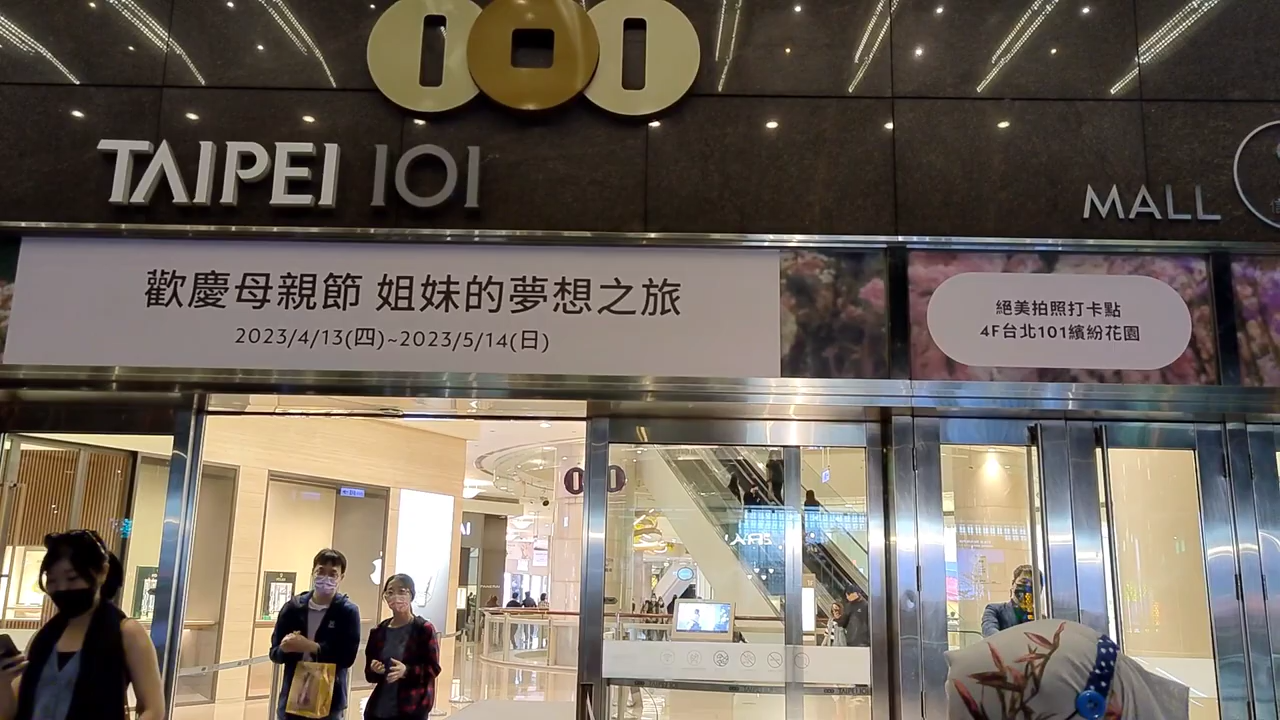 TAIPEI 101
MALL
歡慶母親節 姐妹的夢想之旅
2023/4/13(四)~2023/5/14(日)
絕美拍照打卡點
4F台北101繽紛花園
TAIPEI 101